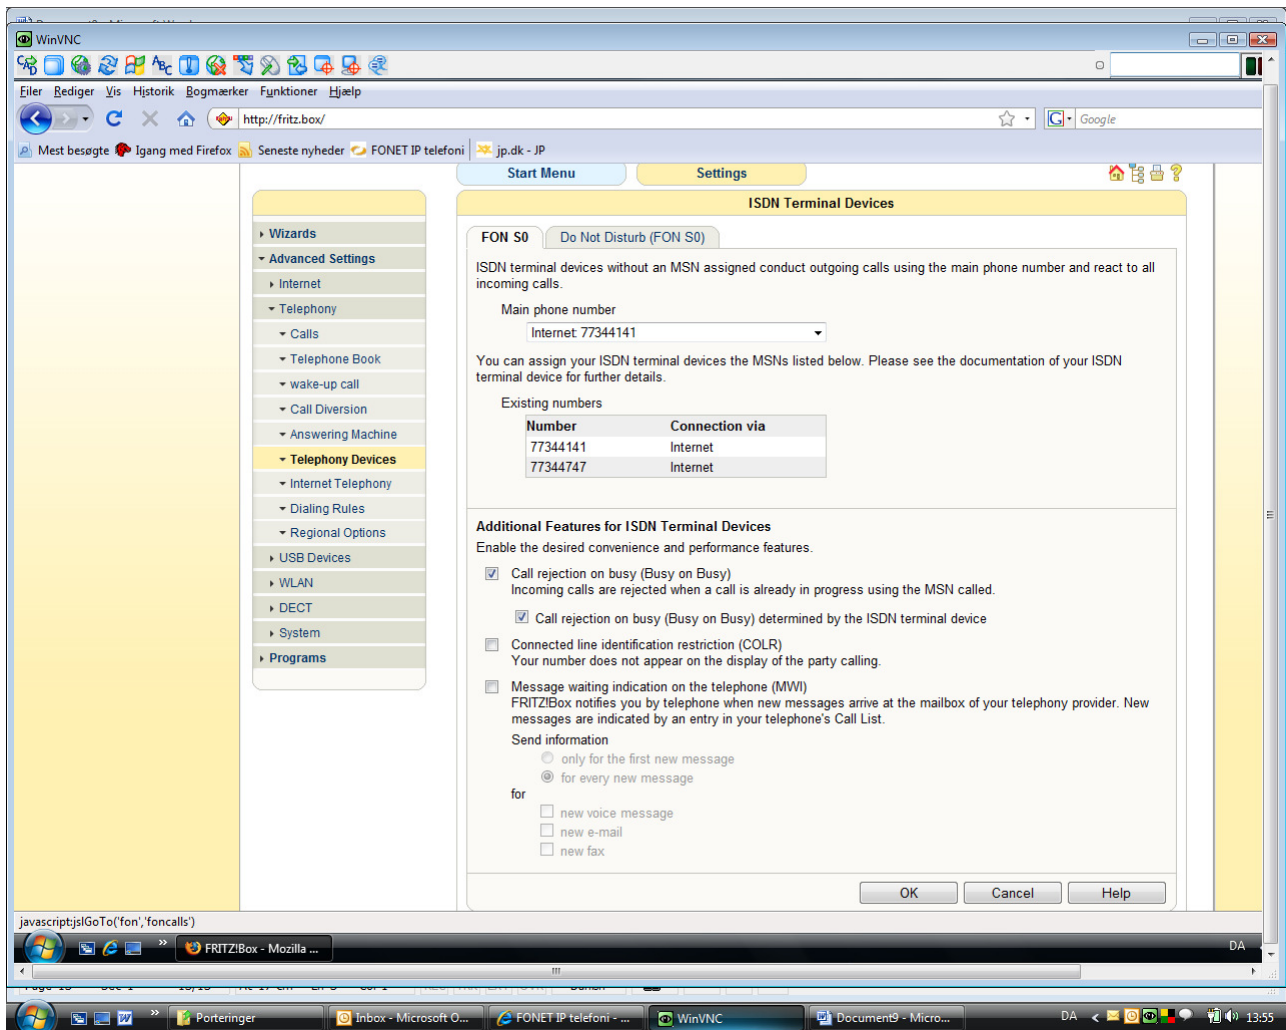 WinVNC
Filer Rediger Vis Historik Bogmærker Funktioner Hjælp
http://fritz.box/
Google
Mest besøgte Igang med Firefox Seneste nyheder FONET IP telefoni jp.dk - JP
Start Menu Settings
ISDN Terminal Devices
Wizards
Advanced Settings
Internet
Telephony
Calls
Telephone Book
wake-up call
Call Diversion
Answering Machine
Telephony Devices
Internet Telephony
Dialing Rules
Regional Options
USB Devices
WLAN
DECT
System
Programs
FON S0 Do Not Disturb (FON S0)
ISDN terminal devices without an MSN assigned conduct outgoing calls using the main phone number and react to all
incoming calls.
Main phone number
Internet: 77344141
You can assign your ISDN terminal devices the MSNs listed below. Please see the documentation of your ISDN
terminal device for further details.
Existing numbers
Number Connection via
77344141 Internet
77344747 Internet
Additional Features for ISDN Terminal Devices
Enable the desired convenience and performance features.
Call rejection on busy (Busy on Busy)
Incoming calls are rejected when a call is already in progress using the MSN called.
Call rejection on busy (Busy on Busy) determined by the ISDN terminal device
Connected line identification restriction (COLR)
Your number does not appear on the display of the party calling.
Message waiting indication on the telephone (MWI)
FRITZ!Box notifies you by telephone when new messages arrive at the mailbox of your telephony provider. New
messages are indicated by an entry in your telephone's Call List.
Send information
only for the first new message
for every new message
for
new voice message
new e-mail
new fax
OK Cancel Help
javascript:jslGoTo('fon','foncalls')
FRITZ!Box - Mozilla ... DA
Porteringer Inbox - Microsoft O... FONET IP telefoni - ... WinVNC Document9 - Micro... DA 13:55